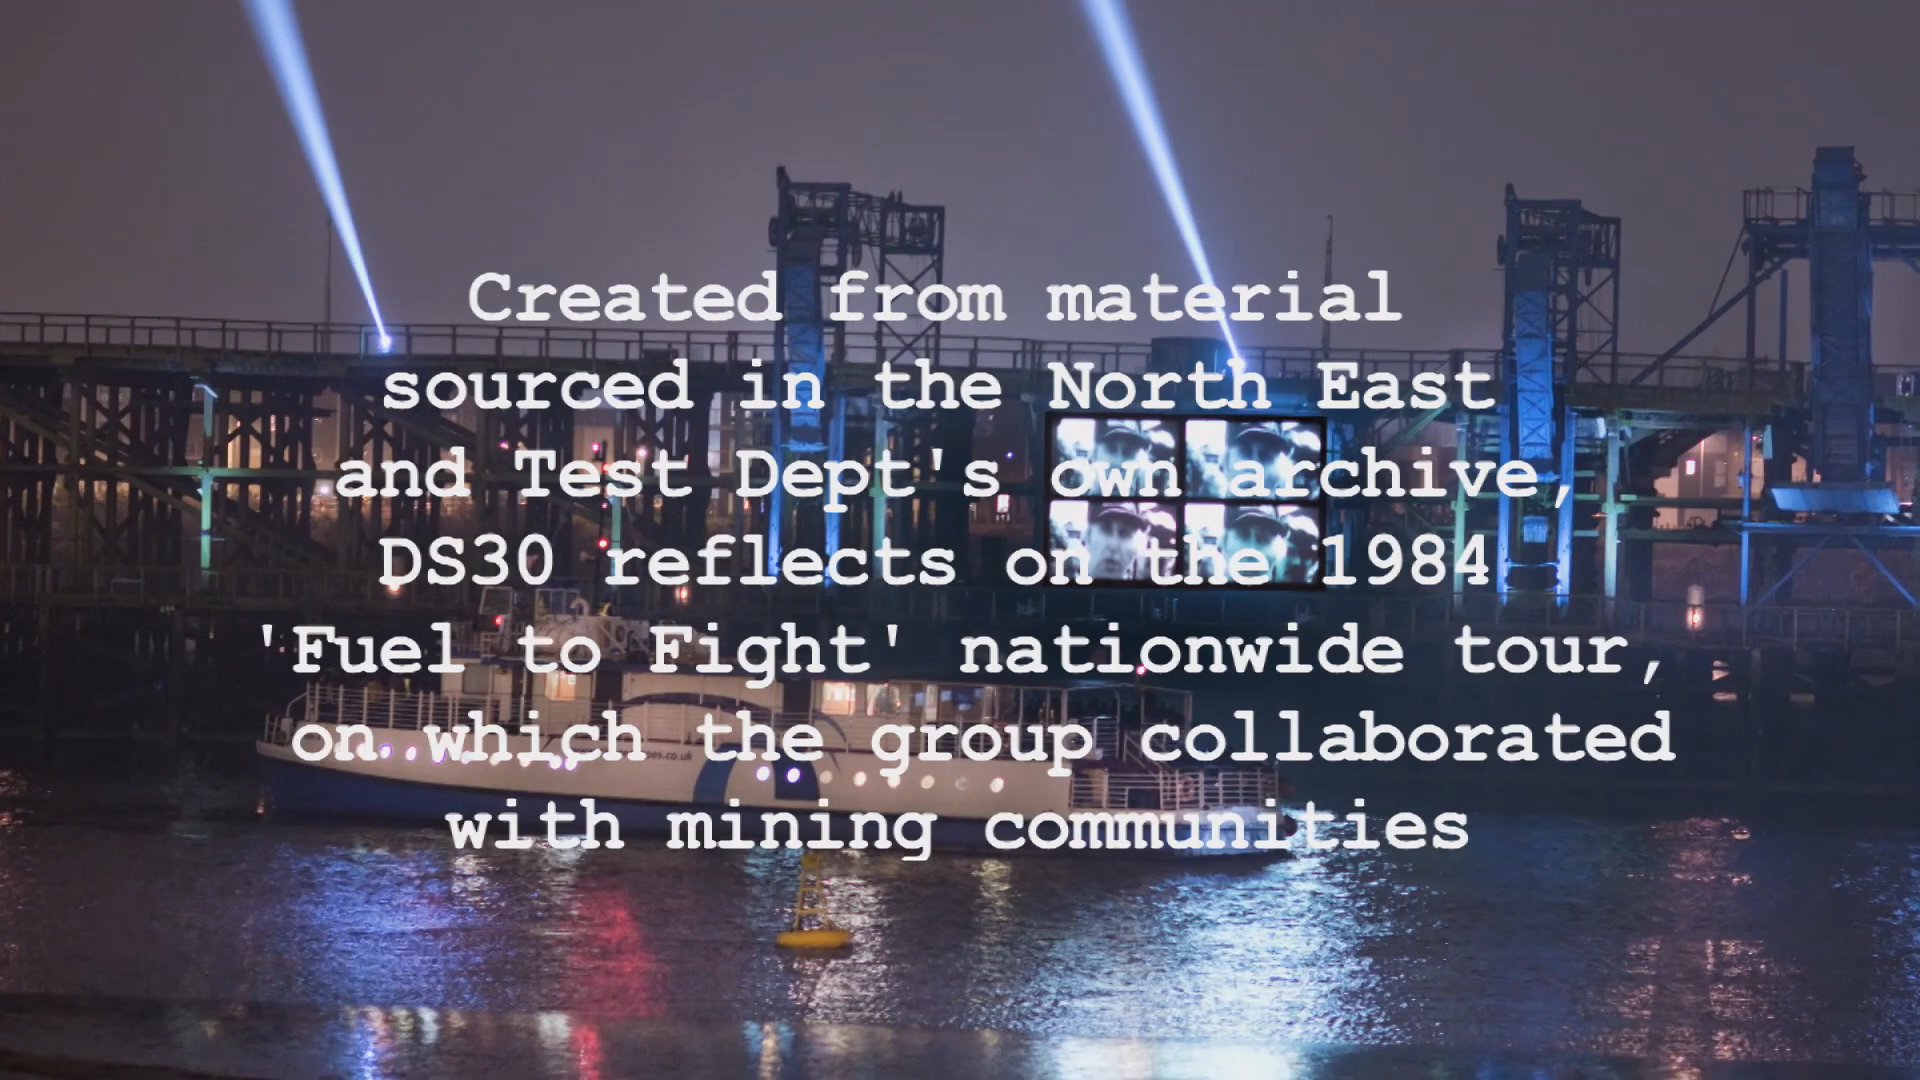 Created from material
sourced in the North East
and Test Dept's own archive,
DS30 reflects on the 1984
'Fuel to Fight' nationwide tour,
on which the group collaborated
with mining communities